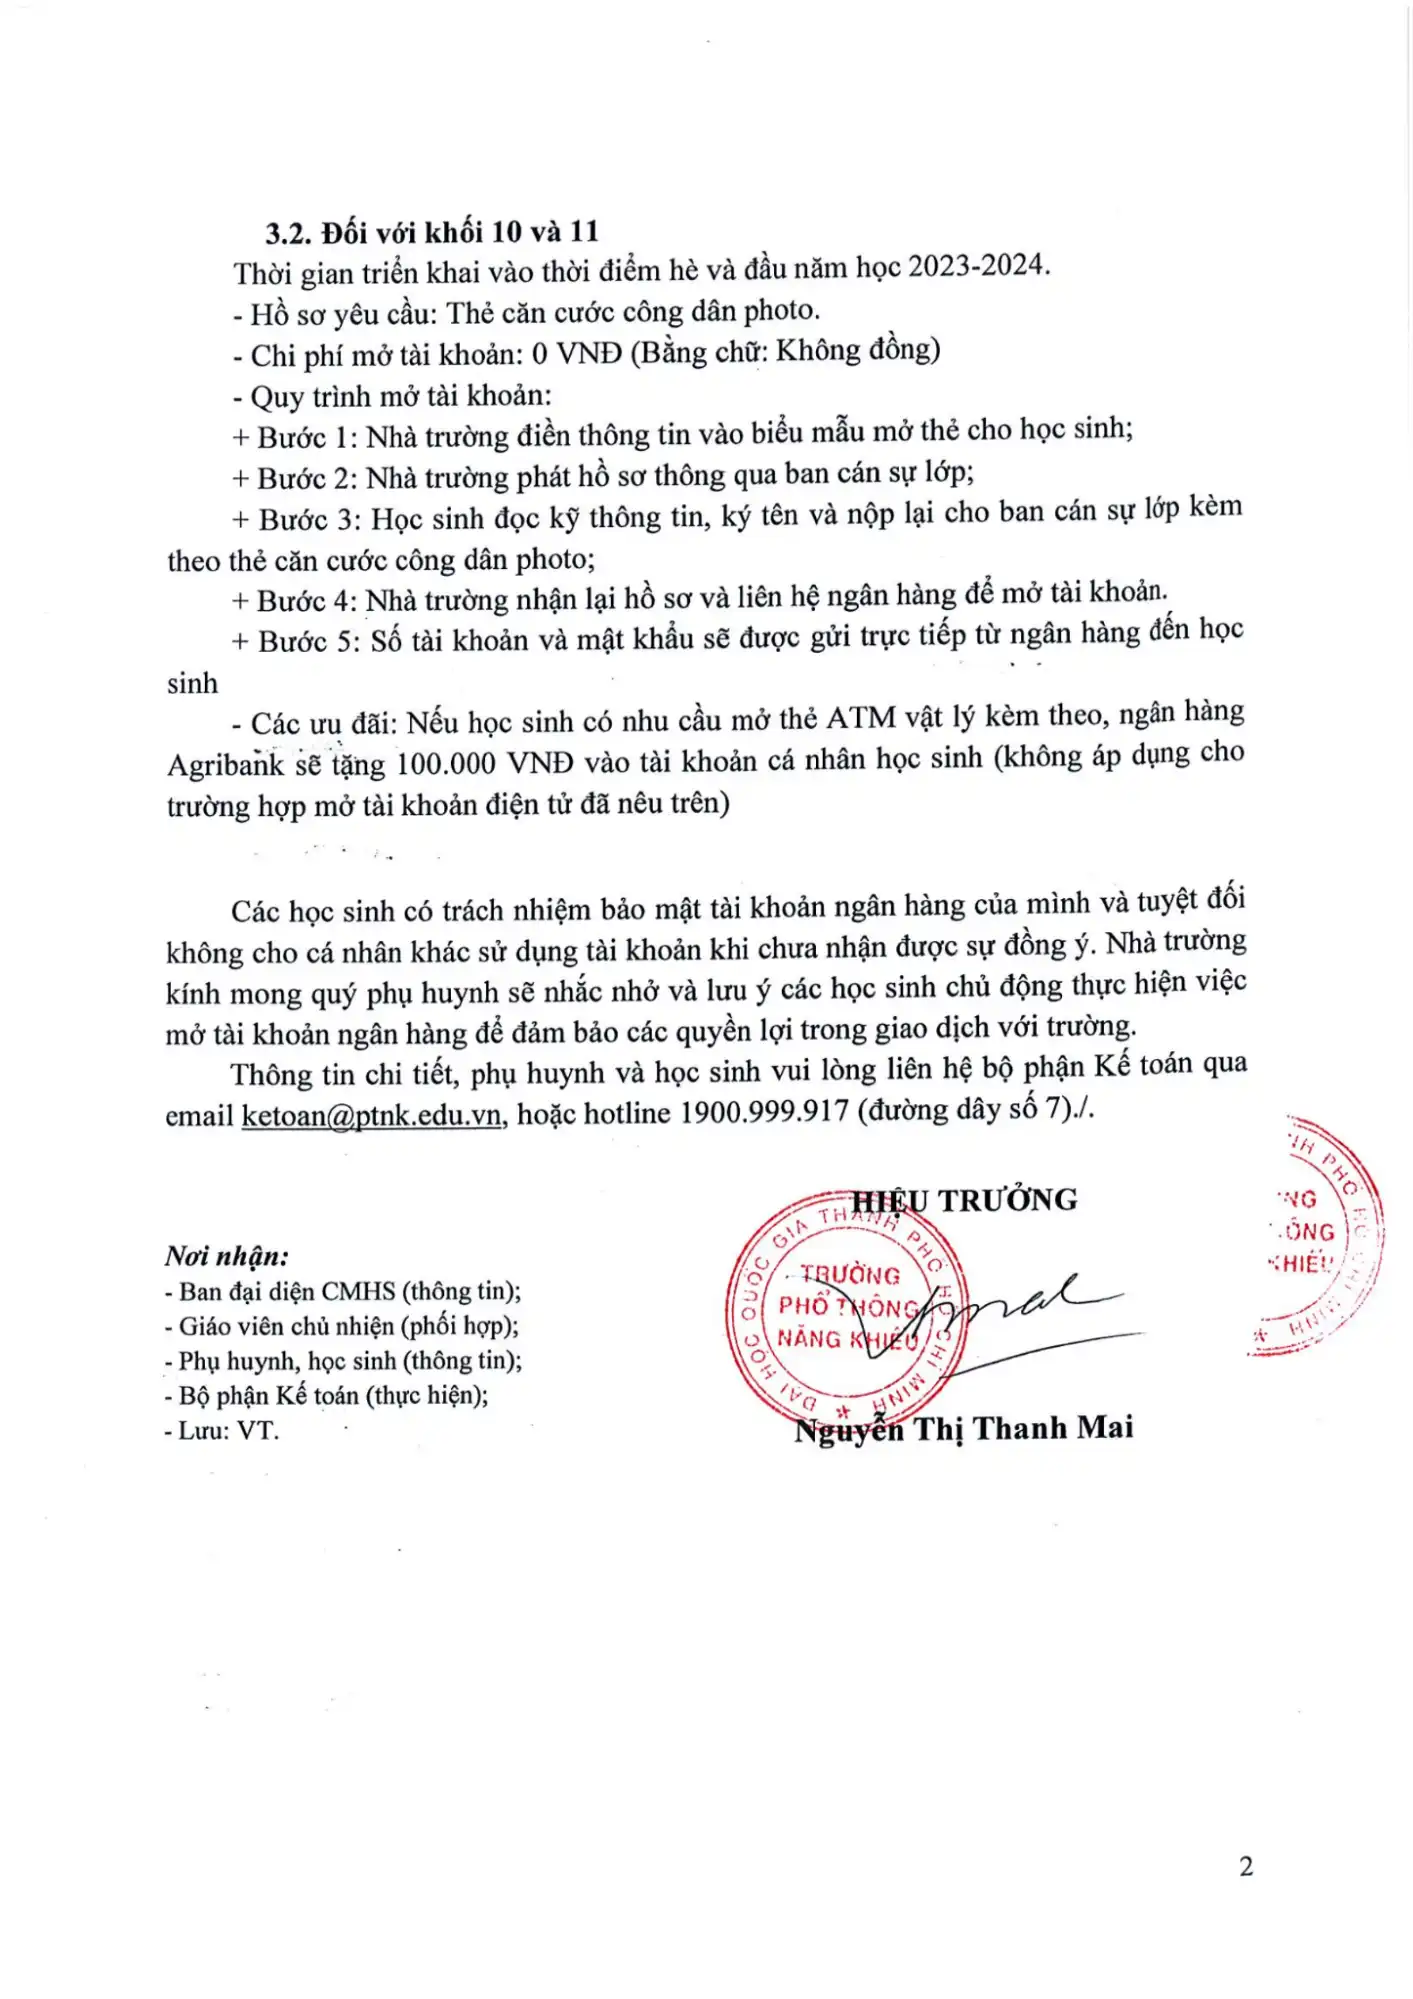 3.2. Đối với khối 10 và 11
Thời gian triển khai vào thời điểm hè và đầu năm học 2023-2024.
- Hồ sơ yêu cầu: Thẻ căn cước công dân photo.
- Chi phí mở tài khoản: 0 VNĐ (Bằng chữ: Không đồng)
- Quy trình mở tài khoản:
+ Bước 1: Nhà trường điền thông tin vào biểu mẫu mở thẻ cho học sinh;
+ Bước 2: Nhà trường phát hồ sơ thông qua ban cán sự lớp;
+ Bước 3: Học sinh đọc kỹ thông tin, ký tên và nộp lại cho ban cán sự lớp kèm
theo thẻ căn cước công dân photo;
+ Bước 4: Nhà trường nhận lại hồ sơ và liên hệ ngân hàng để mở tài khoản.
+ Bước 5: Số tài khoản và mật khẩu sẽ được gửi trực tiếp từ ngân hàng đến học
sinh
- Các ưu đãi: Nếu học sinh có nhu cầu mở thẻ ATM vật lý kèm theo, ngân hàng
Agribank sẽ tặng 100.000 VNĐ vào tài khoản cá nhân học sinh (không áp dụng cho
trường hợp mở tài khoản điện tử đã nêu trên)
Các học sinh có trách nhiệm bảo mật tài khoản ngân hàng của mình và tuyệt đối
không cho cá nhân khác sử dụng tài khoản khi chưa nhận được sự đồng ý. Nhà trường
kính mong quý phụ huynh sẽ nhắc nhở và lưu ý các học sinh chủ động thực hiện việc
mở tài khoản ngân hàng để đảm bảo các quyền lợi trong giao dịch với trường.
Thông tin chi tiết, phụ huynh và học sinh vui lòng liên hệ bộ phận Kế toán qua
email ketoan@ptnk.edu.vn, hoặc hotline 1900.999.917 (đường dây số 7)./.
HIỆU TRƯỞNG
ĐẠI HỌC QUỐC GIA THÀNH PHỐ HỒ CHÍ MINH
TRƯỜNG
PHỔ THÔNG
NĂNG KHIẾU
Nguyễn Thị Thanh Mai
Nơi nhận:
- Ban đại diện CMHS (thông tin);
- Giáo viên chủ nhiệm (phối hợp);
- Phụ huynh, học sinh (thông tin);
- Bộ phận Kế toán (thực hiện);
- Lưu: VT.
PHỐ HỒ CHÍ MINH
2